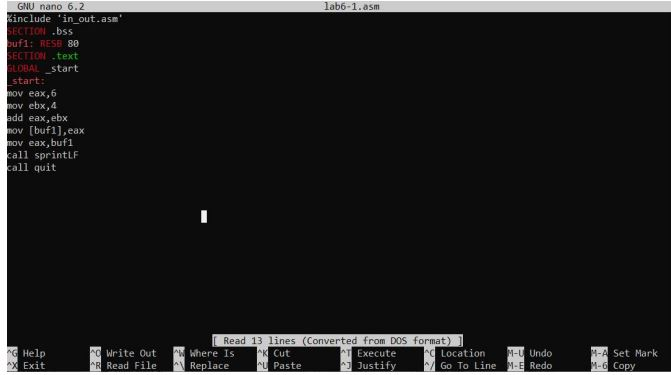 GNU nano 6.2 lab6-1.asm
%include 'in_out.asm'
SECTION .bss
buf1: RESB 80
SECTION .text
GLOBAL _start
_start:
mov eax,6
mov ebx,4
add eax,ebx
mov [buf1],eax
mov eax,buf1
call sprintLF
call quit
[ Read 13 lines (Converted from DOS format) ]
^G Help ^O Write Out ^W Where Is ^K Cut ^T Execute ^C Location M-U Undo M-A Set Mark
^X Exit ^R Read File ^\ Replace ^U Paste ^J Justify ^/ Go To Line M-E Redo M-6 Copy